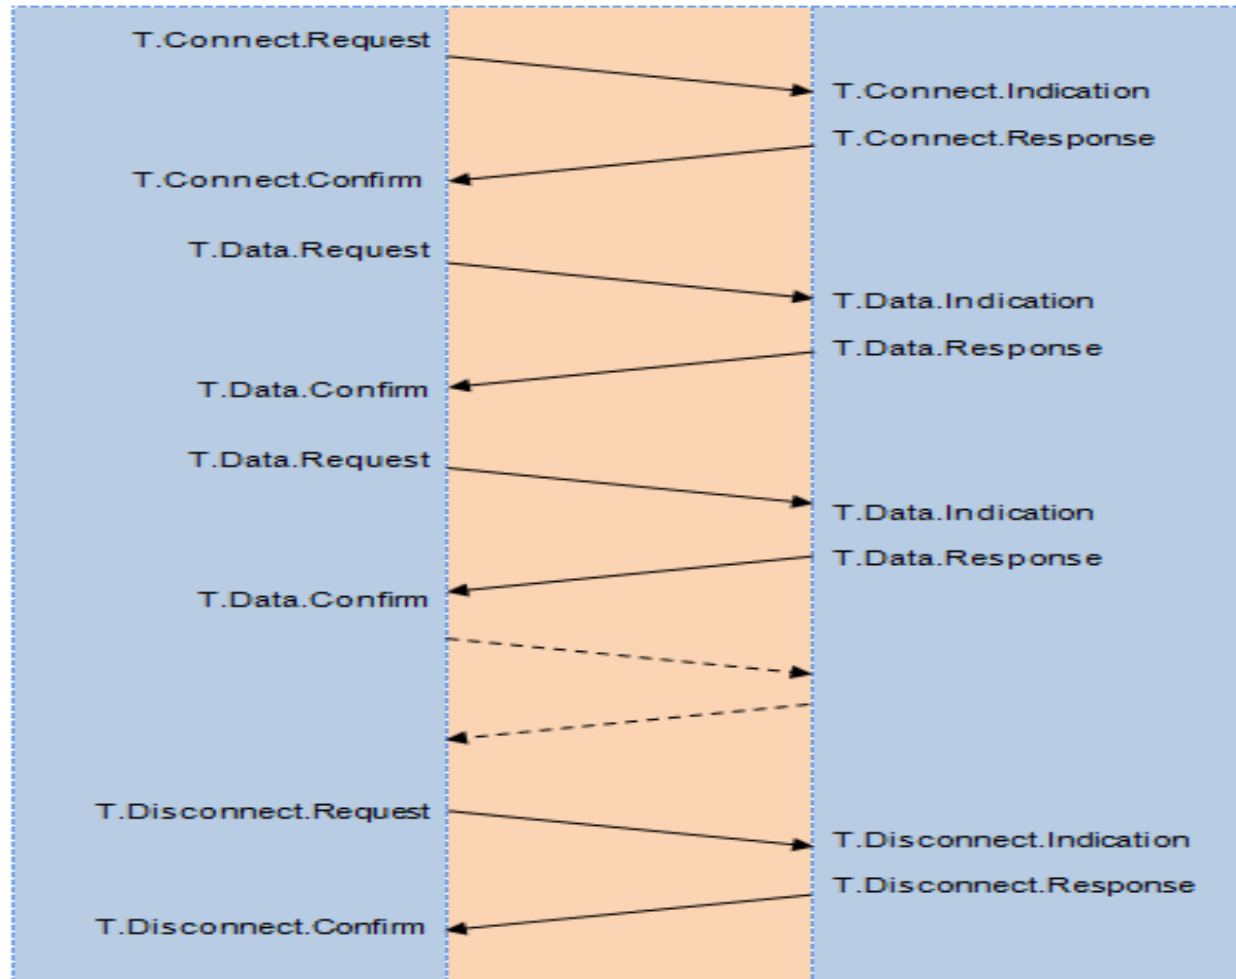 T.Connect.Request
T.Connect.Indication
T.Connect.Response
T.Connect.Confirm
T.Data.Request
T.Data.Indication
T.Data.Response
T.Data.Confirm
T.Data.Request
T.Data.Indication
T.Data.Response
T.Data.Confirm
T.Disconnect.Request
T.Disconnect.Indication
T.Disconnect.Response
T.Disconnect.Confirm